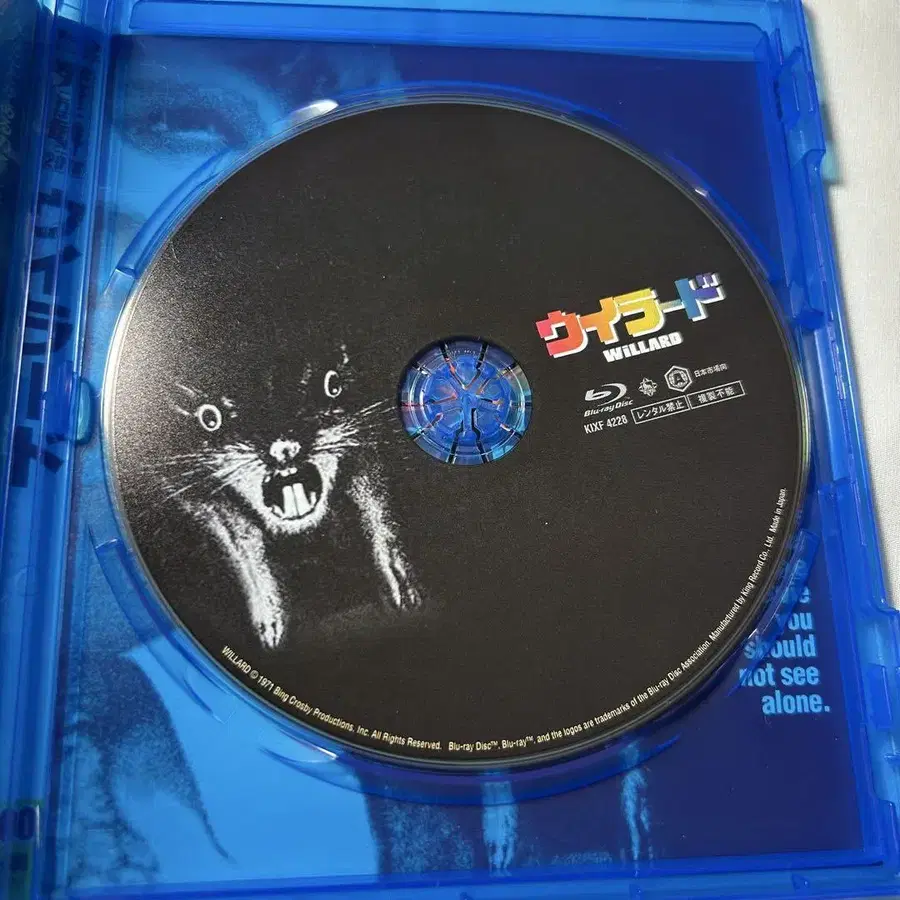 ウイラード
WiLLARD
Blu-ray Disc
日本市場向
KIXF 4228
レンタル禁止
複製不能
WILLARD © 1971 Bing Crosby Productions, Inc. All Rights Reserved. Blu-ray Disc™, Blu-ray™, and the logos are trademarks of the Blu-ray Disc Association. Manufactured by King Record Co., Ltd. Made in Japan.
you
should
not see
alone.